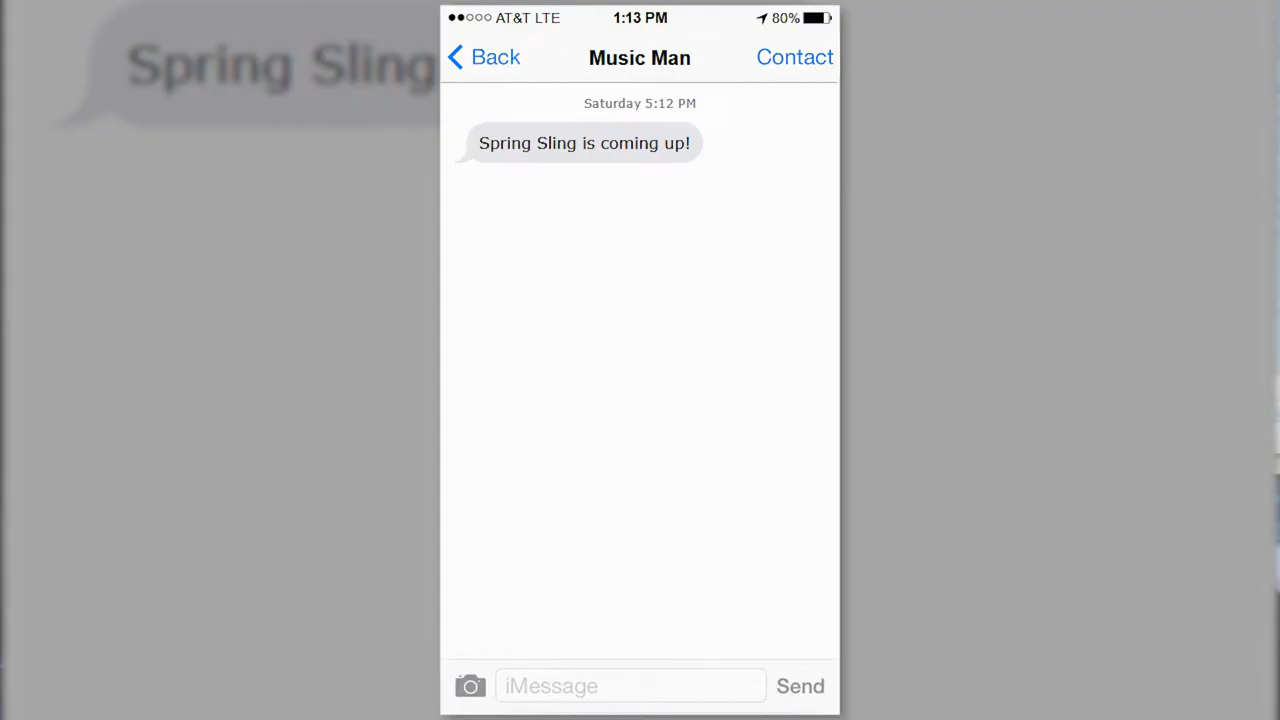 Spring Sling
AT&T LTE
1:13 PM
80%
Back
Music Man
Contact
Saturday 5:12 PM
Spring Sling is coming up!
iMessage
Send